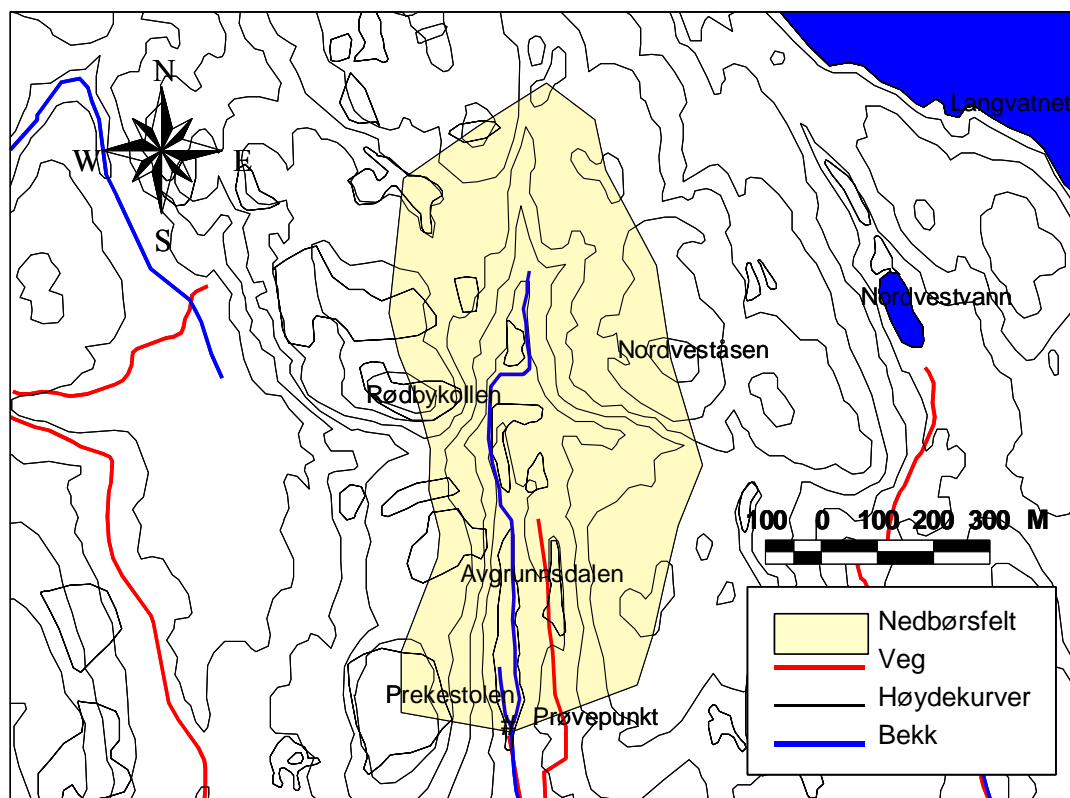 N
W E
S
Langvatnet
Nordvestvann
Nordveståsen
Rødbykollen
100 0 100 200 300 M
Avgrunnsdalen
Nedbørsfelt
Veg
Høydekurver
Bekk
Prekestolen
Prøvepunkt
#